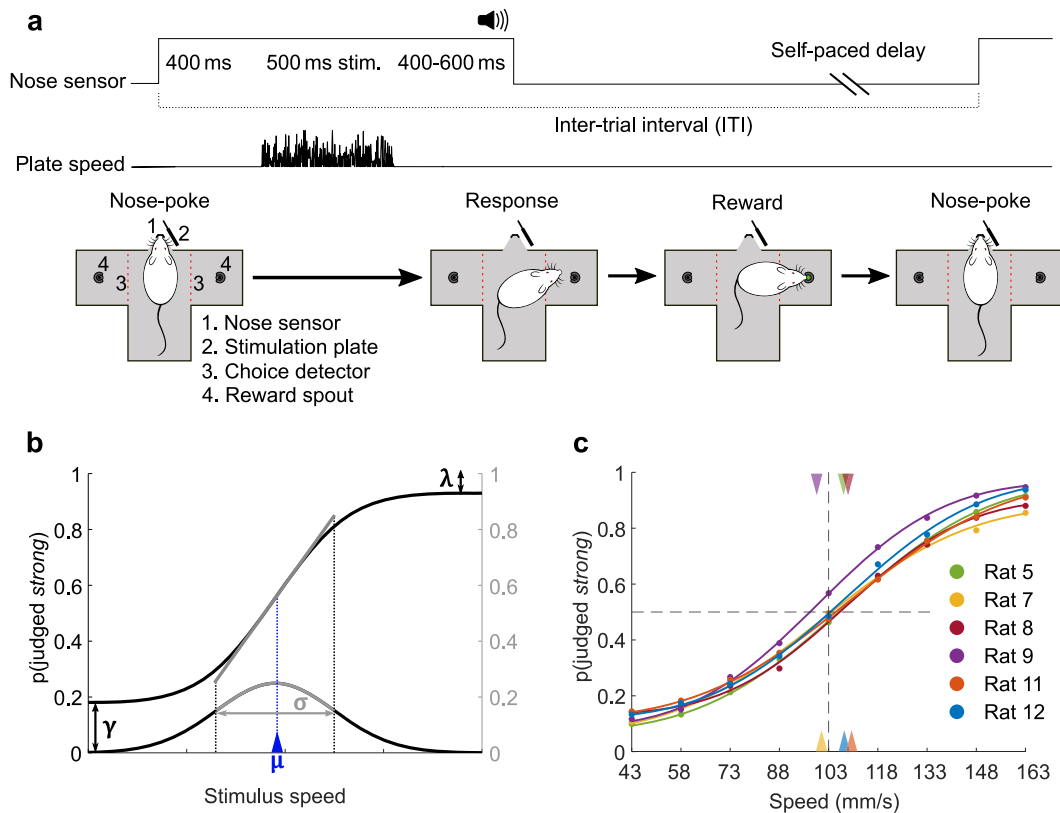 a
400 ms
500 ms stim.
400-600 ms
Self-paced delay
Nose sensor
Inter-trial interval (ITI)
Plate speed
Nose-poke
Response
Reward
Nose-poke
1
2
4
3
3
4
1. Nose sensor
2. Stimulation plate
3. Choice detector
4. Reward spout
b
p(judged strong)
1
0.8
0.6
0.4
0.2
0
1
0.8
0.6
0.4
0.2
0
λ
γ
σ
μ
Stimulus speed
c
p(judged strong)
1
0.8
0.6
0.4
0.2
0
Rat 5
Rat 7
Rat 8
Rat 9
Rat 11
Rat 12
43 58 73 88 103 118 133 148 163
Speed (mm/s)